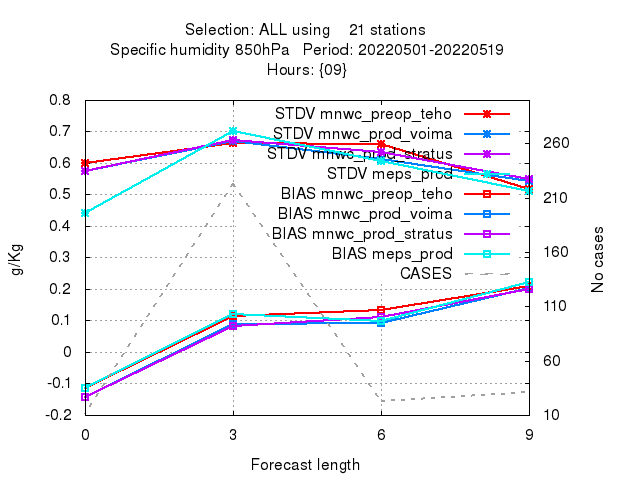 Selection: ALL using 21 stations
Specific humidity 850hPa Period: 20220501-20220519
Hours: {09}
STDV mnwc_preop_teho
STDV mnwc_prod_voima
STDV mnwc_prod_stratus
STDV meps_prod
BIAS mnwc_preop_teho
BIAS mnwc_prod_voima
BIAS mnwc_prod_stratus
BIAS meps_prod
CASES
g/Kg
0.8
0.7
0.6
0.5
0.4
0.3
0.2
0.1
0
-0.1
-0.2
No cases
260
210
160
110
60
10
0 3 6 9
Forecast length